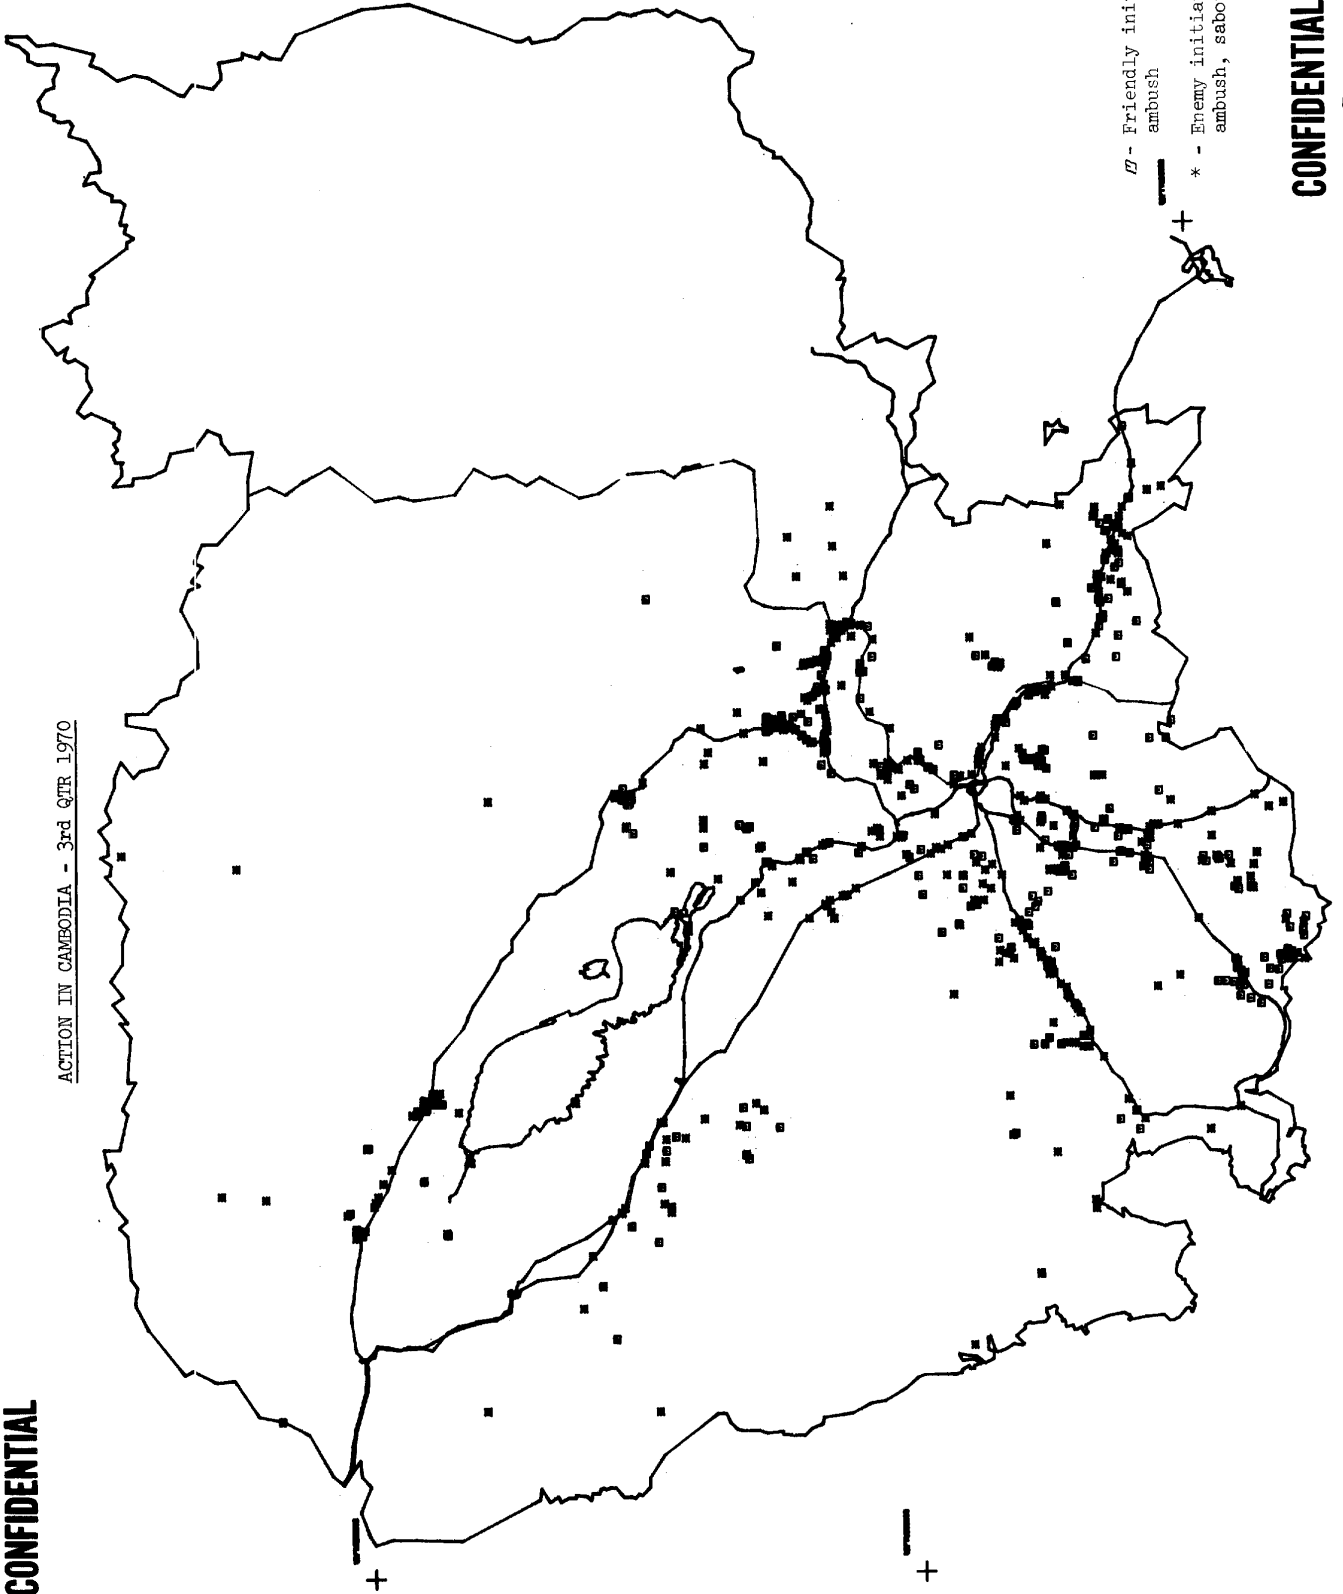 CONFIDENTIAL
ACTION IN CAMBODIA - 3rd QTR 1970
- Friendly
ambush
* - Enemy
ambush,
CONFIDENTIAL